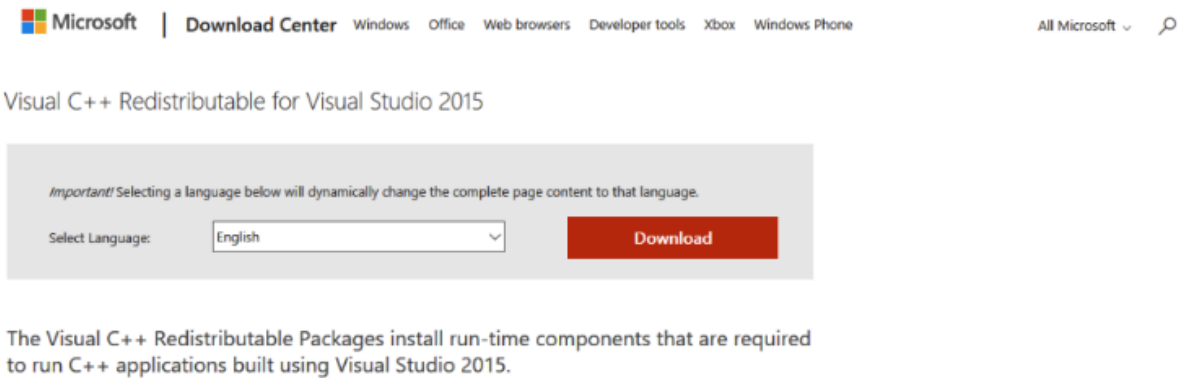 Microsoft | Download Center Windows Office Web browsers Developer tools Xbox Windows Phone All Microsoft
Visual C++ Redistributable for Visual Studio 2015
Important! Selecting a language below will dynamically change the complete page content to that language.
Select Language: English Download
The Visual C++ Redistributable Packages install run-time components that are required
to run C++ applications built using Visual Studio 2015.